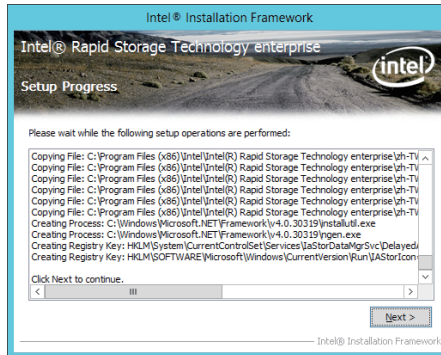 Intel® Installation Framework
Intel® Rapid Storage Technology enterprise
intel
Setup Progress
Please wait while the following setup operations are performed:
Copying File: C:\Program Files (x86)\Intel\Intel(R) Rapid Storage Technology enterprise\zh-TW
Copying File: C:\Program Files (x86)\Intel\Intel(R) Rapid Storage Technology enterprise\zh-TW
Copying File: C:\Program Files (x86)\Intel\Intel(R) Rapid Storage Technology enterprise\zh-TW
Copying File: C:\Program Files (x86)\Intel\Intel(R) Rapid Storage Technology enterprise\zh-TW
Copying File: C:\Program Files (x86)\Intel\Intel(R) Rapid Storage Technology enterprise\zh-TW
Copying File: C:\Program Files (x86)\Intel\Intel(R) Rapid Storage Technology enterprise\zh-TW
Creating Process: C:\Windows\Microsoft.NET\Framework\v4.0.30319\installutil.exe
Creating Process: C:\Windows\Microsoft.NET\Framework\v4.0.30319\ngen.exe
Creating Registry Key: HKLM\System\CurrentControlSet\Services\IAStorDataMgrSvc\DelayedA
Creating Registry Key: HKLM\SOFTWARE\Microsoft\Windows\CurrentVersion\Run\IAStorIcon
Click Next to continue.
Next >
Intel® Installation Framework